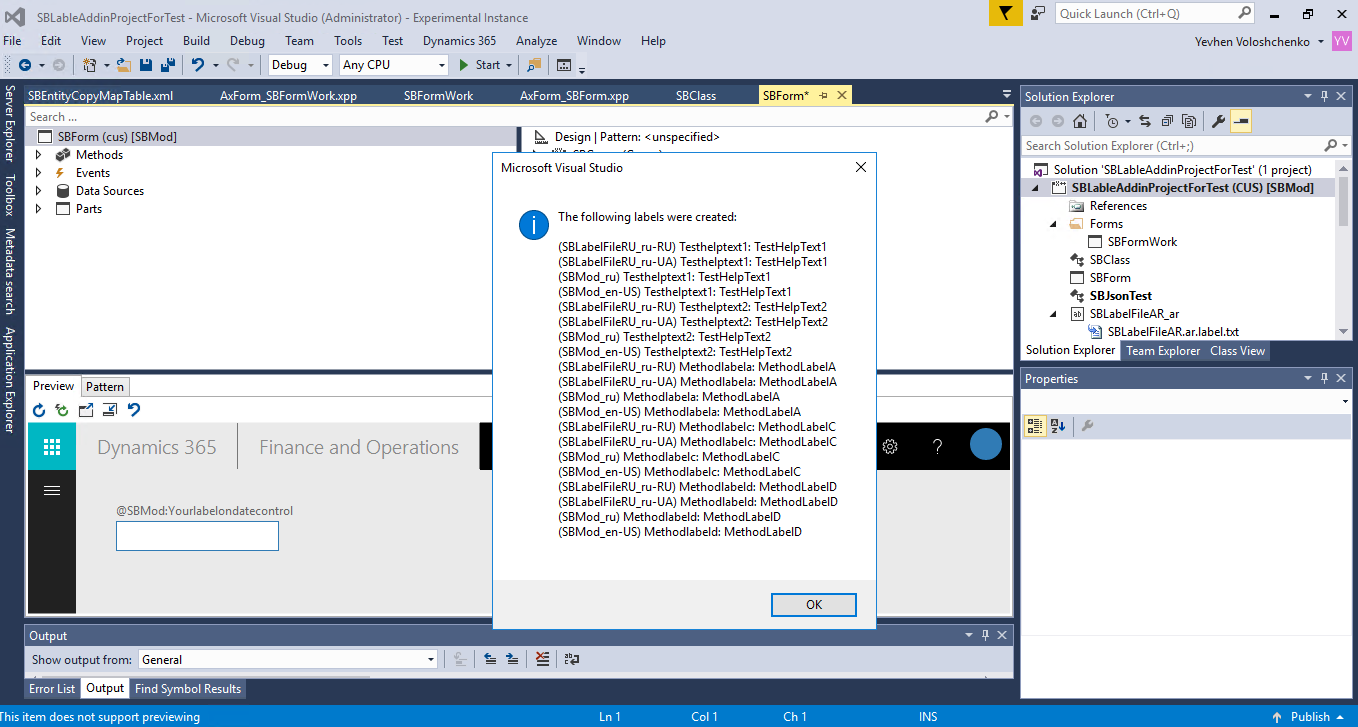 SBLableAddinProjectForTest - Microsoft Visual Studio (Administrator) - Experimental Instance
Quick Launch (Ctrl+Q)
File Edit View Project Build Debug Team Tools Test Dynamics 365 Analyze Window Help
Yevhen Voloshchenko YV
Debug Any CPU Start
Server Explorer
Toolbox
Metadata search
Application Explorer
SBEntityCopyMapTable.xml AxForm_SBFormWork.xpp SBFormWork AxForm_SBForm.xpp SBClass SBForm*
Search ...
SBForm (cus) [SBMod]
Methods
Events
Data Sources
Parts
Design | Pattern: <unspecified>
Microsoft Visual Studio
The following labels were created:
(SBLabelFileRU_ru-RU) Testhelptext1: TestHelpText1
(SBLabelFileRU_ru-UA) Testhelptext1: TestHelpText1
(SBMod_ru) Testhelptext1: TestHelpText1
(SBMod_en-US) Testhelptext1: TestHelpText1
(SBLabelFileRU_ru-RU) Testhelptext2: TestHelpText2
(SBLabelFileRU_ru-UA) Testhelptext2: TestHelpText2
(SBMod_ru) Testhelptext2: TestHelpText2
(SBMod_en-US) Testhelptext2: TestHelpText2
(SBLabelFileRU_ru-RU) Methodlabela: MethodLabelA
(SBLabelFileRU_ru-UA) Methodlabela: MethodLabelA
(SBMod_ru) Methodlabela: MethodLabelA
(SBMod_en-US) Methodlabela: MethodLabelA
(SBLabelFileRU_ru-RU) Methodlabelc: MethodLabelC
(SBLabelFileRU_ru-UA) Methodlabelc: MethodLabelC
(SBMod_ru) Methodlabelc: MethodLabelC
(SBMod_en-US) Methodlabelc: MethodLabelC
(SBLabelFileRU_ru-RU) Methodlabeld: MethodLabelD
(SBLabelFileRU_ru-UA) Methodlabeld: MethodLabelD
(SBMod_ru) Methodlabeld: MethodLabelD
(SBMod_en-US) Methodlabeld: MethodLabelD
OK
Preview Pattern
Dynamics 365 Finance and Operations ?
@SBMod:Yourlabelondatecontrol
Output
Show output from: General
Error List Output Find Symbol Results
Solution Explorer
Search Solution Explorer (Ctrl+;)
Solution 'SBLableAddinProjectForTest' (1 project)
SBLableAddinProjectForTest (CUS) [SBMod]
References
Forms
SBFormWork
SBClass
SBForm
SBJsonTest
SBLabelFileAR_ar
SBLabelFileAR.ar.label.txt
Solution Explorer Team Explorer Class View
Properties
This item does not support previewing Ln 1 Col 1 Ch 1 INS Publish